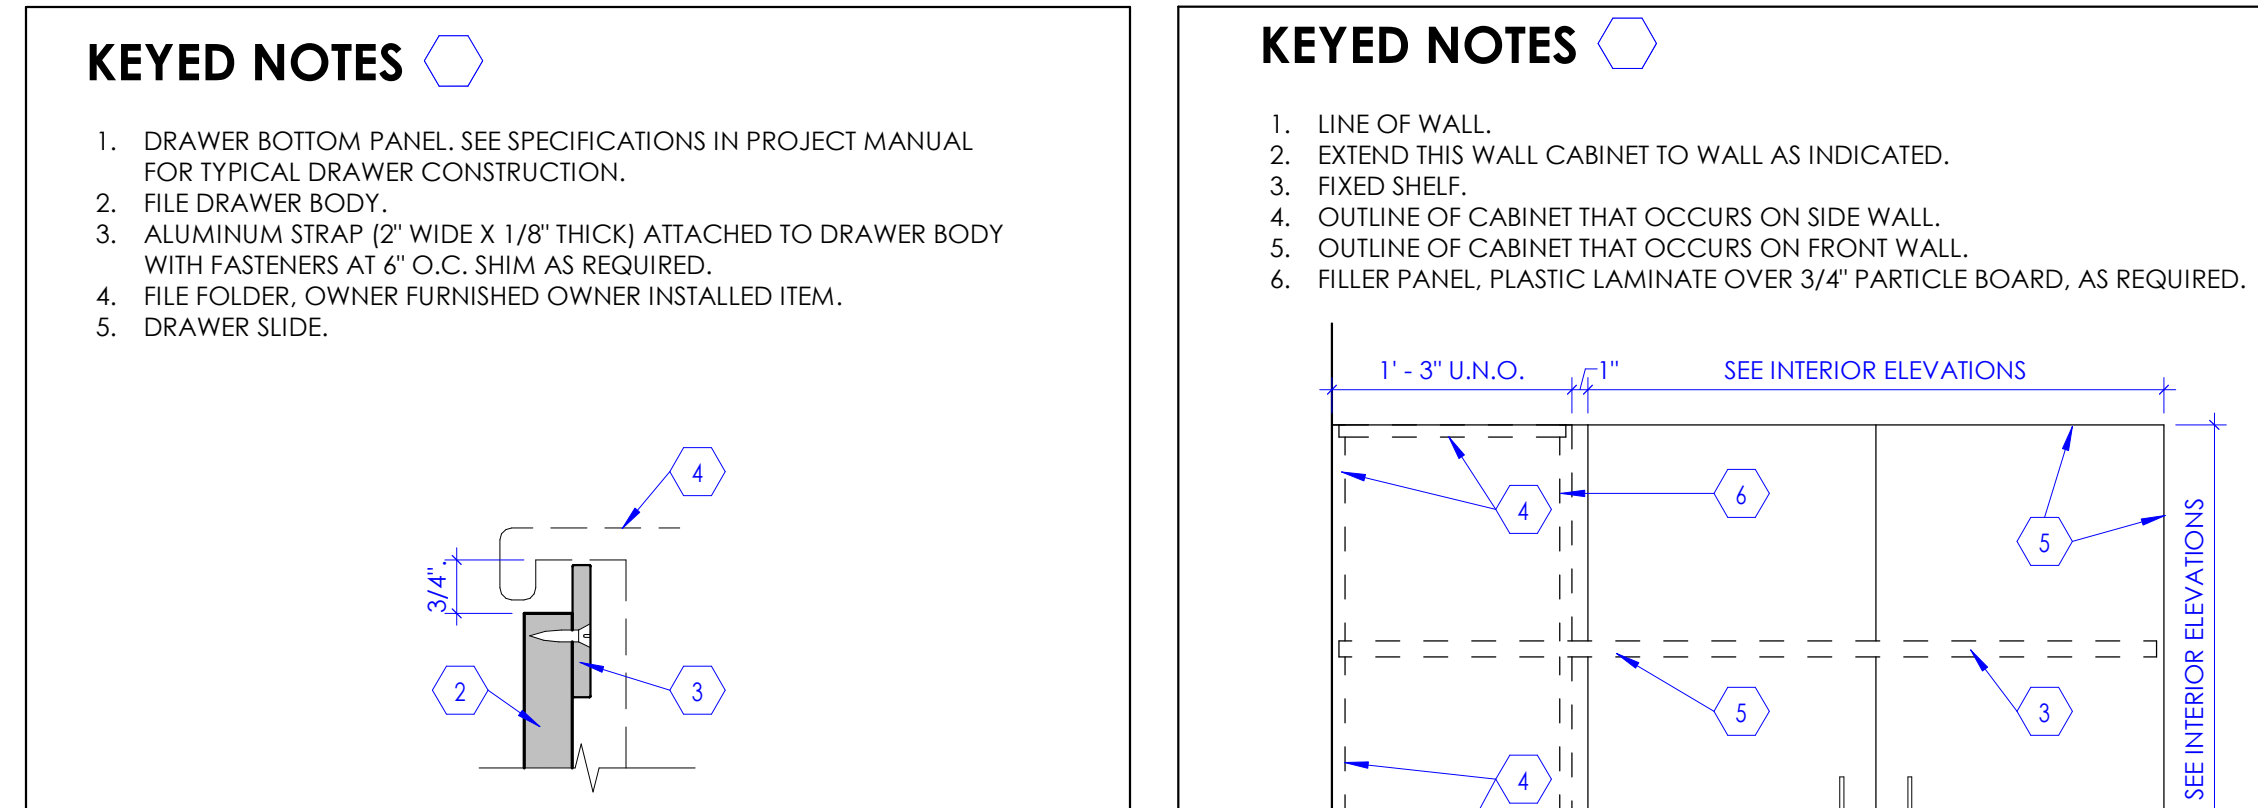 KEYED NOTES
1. DRAWER BOTTOM PANEL. SEE SPECIFICATIONS IN PROJECT MANUAL
FOR TYPICAL DRAWER CONSTRUCTION.
2. FILE DRAWER BODY.
3. ALUMINUM STRAP (2" WIDE X 1/8" THICK) ATTACHED TO DRAWER BODY
WITH FASTENERS AT 6" O.C. SHIM AS REQUIRED.
4. FILE FOLDER, OWNER FURNISHED OWNER INSTALLED ITEM.
5. DRAWER SLIDE.
4
3/4"
2
3
KEYED NOTES
1. LINE OF WALL.
2. EXTEND THIS WALL CABINET TO WALL AS INDICATED.
3. FIXED SHELF.
4. OUTLINE OF CABINET THAT OCCURS ON SIDE WALL.
5. OUTLINE OF CABINET THAT OCCURS ON FRONT WALL.
6. FILLER PANEL, PLASTIC LAMINATE OVER 3/4" PARTICLE BOARD, AS REQUIRED.
1' - 3" U.N.O.
1"
SEE INTERIOR ELEVATIONS
4
6
5
SEE INTERIOR ELEVATIONS
5
3
4